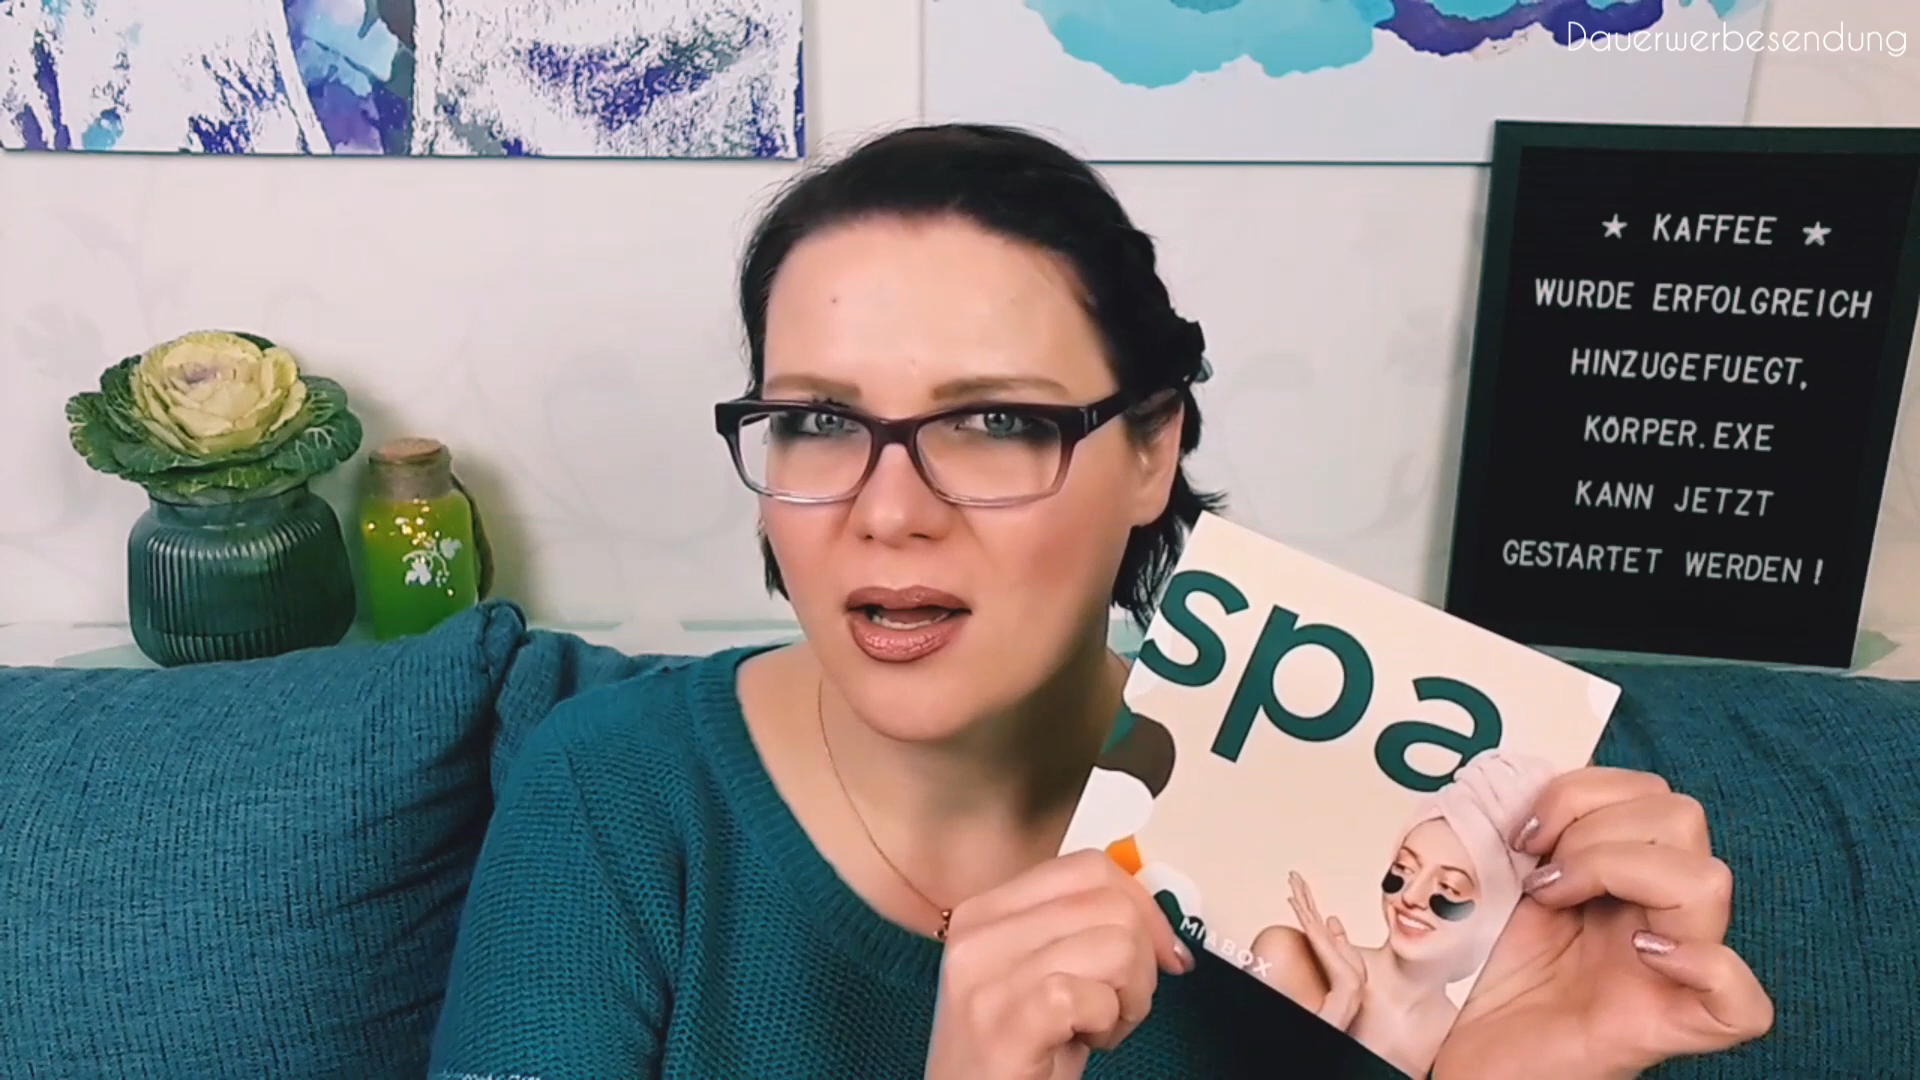 Dauerwerbesendung
★ KAFFEE ★
WURDE ERFOLGREICH
HINZUGEFUEGT,
KÖRPER.EXE
KANN JETZT
GESTARTET WERDEN!
spa
MIABOX